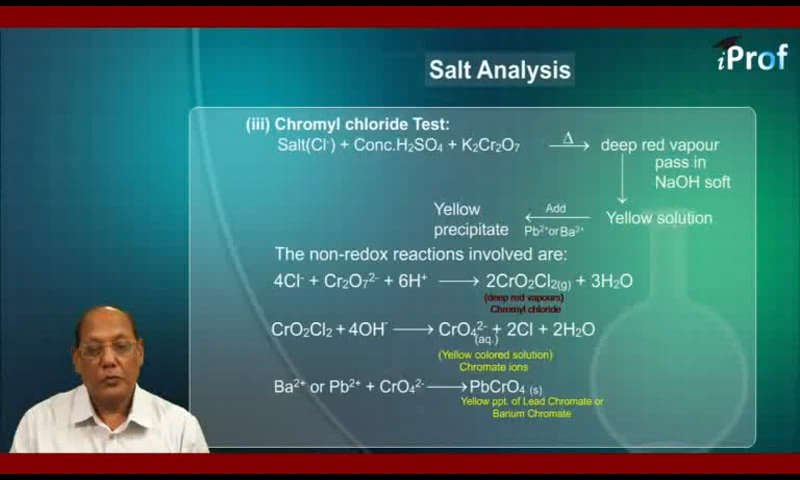 iProf
Salt Analysis
(iii) Chromyl chloride Test:
Salt(Cl⁻) + Conc.H₂SO₄ + K₂Cr₂O₇ —Δ→ deep red vapour
pass in
NaOH soft
Yellow solution
Add
Pb²⁺orBa²⁺
Yellow
precipitate
The non-redox reactions involved are:
4Cl⁻ + Cr₂O₇²⁻ + 6H⁺ ⟶ 2CrO₂Cl₂(g) + 3H₂O
(deep red vapours)
Chromyl chloride
CrO₂Cl₂ + 4OH⁻ ⟶ CrO₄²⁻ + 2Cl + 2H₂O
(aq.)
(Yellow colored solution)
Chromate ions
Ba²⁺ or Pb²⁺ + CrO₄²⁻ ⟶ PbCrO₄ (s)
Yellow ppt. of Lead Chromate or
Barium Chromate